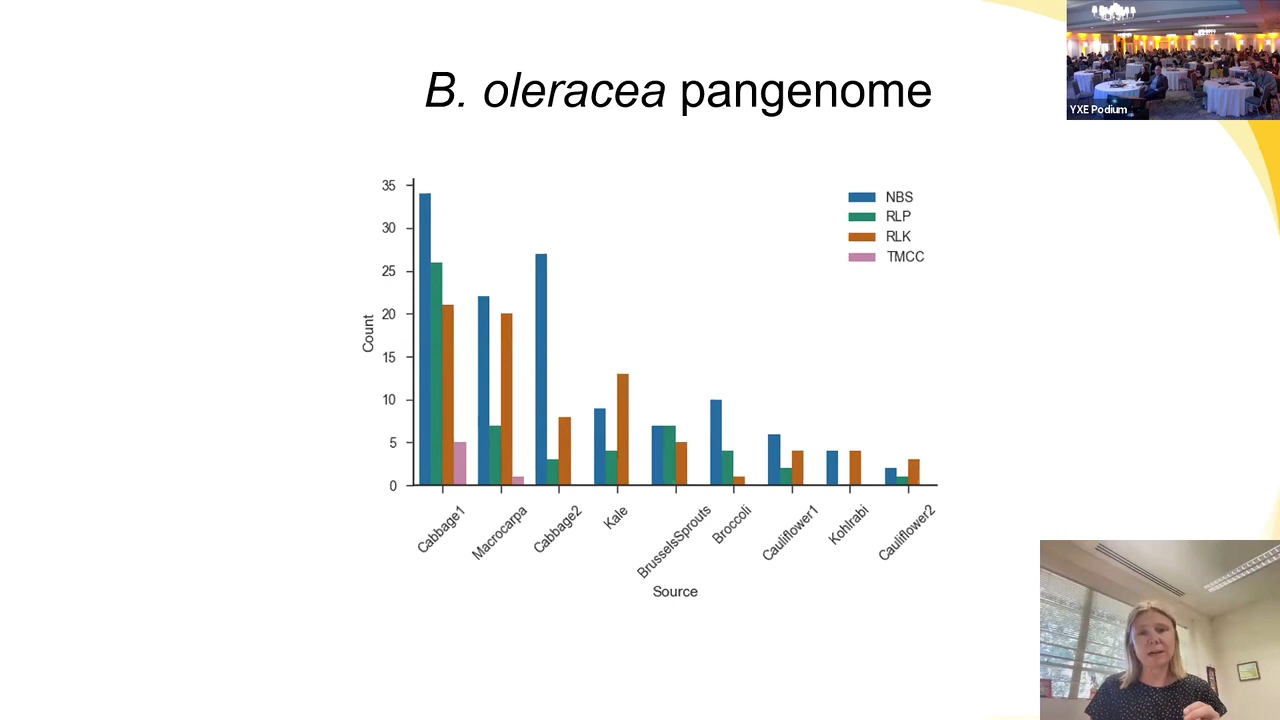 B. oleracea pangenome
YXE Podium
35
30
25
20
15
10
5
0
Count
NBS
RLP
RLK
TMCC
Cabbage1
Macrocarpa
Cabbage2
Kale
BrusselsSprouts
Broccoli
Cauliflower1
Kohlrabi
Cauliflower2
Source